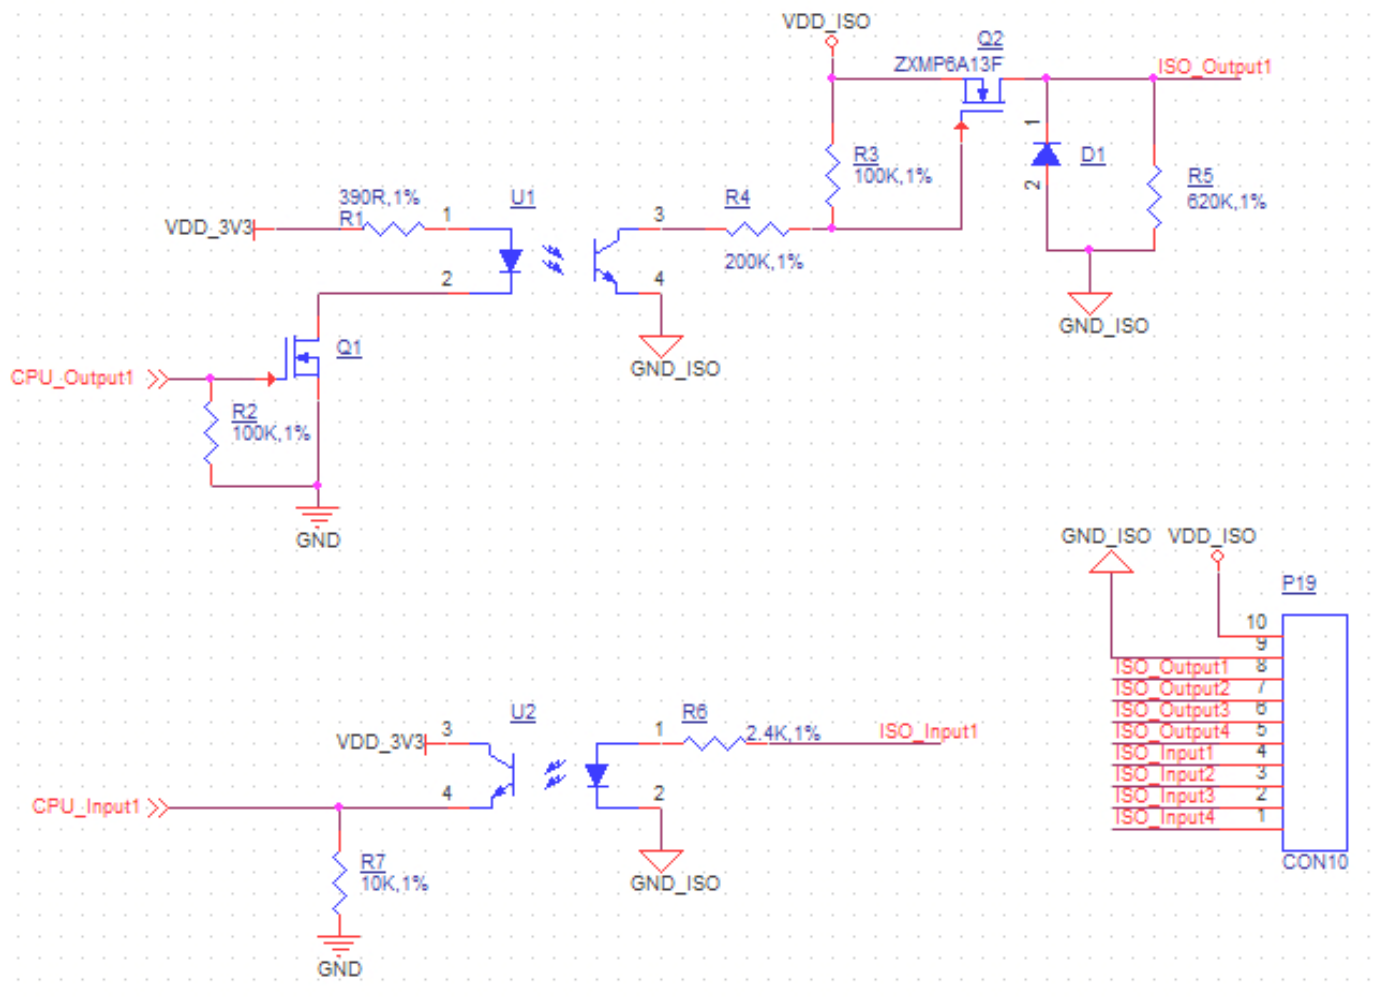 VDD_ISO
Q2
ZXMP6A13F
ISO_Output1
1
D1
2
R3
100K,1%
R5
620K,1%
390R,1%
R1
VDD_3V3
1
U1
2
3
R4
200K,1%
4
GND_ISO
GND_ISO
Q1
CPU_Output1
R2
100K,1%
GND
GND_ISO
VDD_ISO
P19
10
9
ISO_Output1 8
ISO_Output2 7
ISO_Output3 6
ISO_Output4 5
ISO_Input1 4
ISO_Input2 3
ISO_Input3 2
ISO_Input4 1
CON10
VDD_3V3
3
U2
4
1
R6
2.4K,1%
ISO_Input1
2
GND_ISO
CPU_Input1
R7
10K,1%
GND